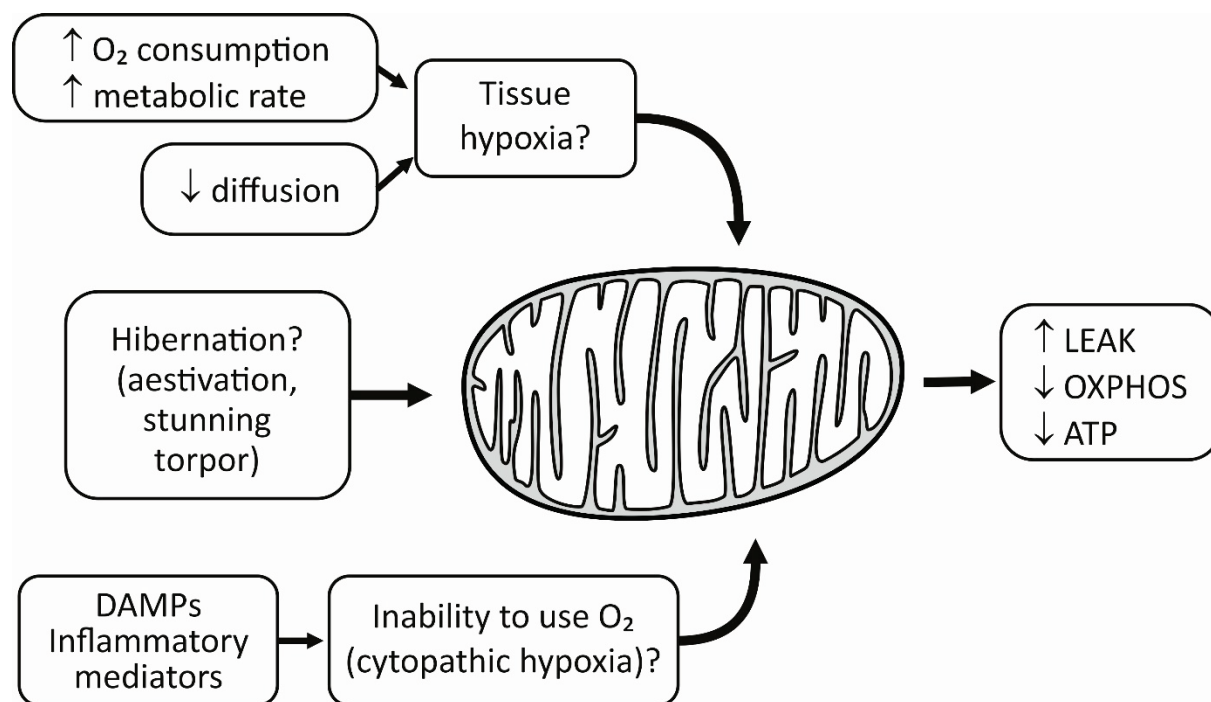 ↑ O₂ consumption
↑ metabolic rate
Tissue
hypoxia?
↓ diffusion
Hibernation?
(aestivation,
stunning
torpor)
↑ LEAK
↓ OXPHOS
↓ ATP
DAMPs
Inflammatory
mediators
Inability to use O₂
(cytopathic hypoxia)?